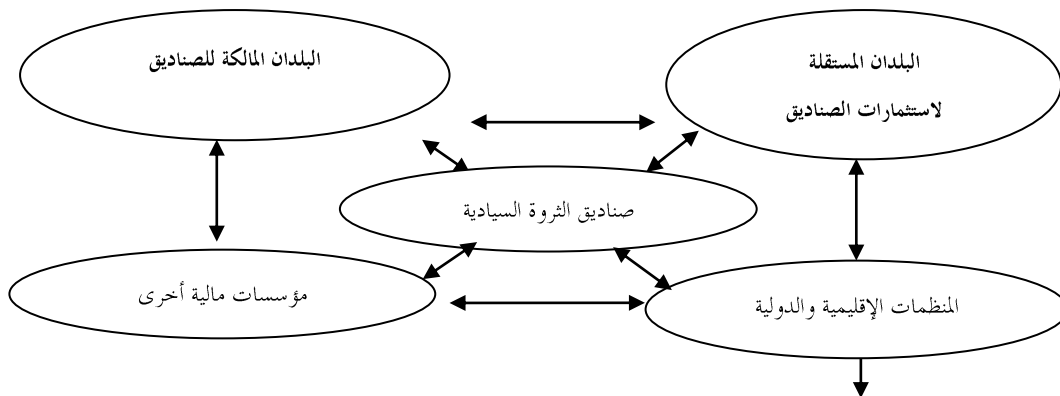 البلدان المستقلة
لاستثمارات الصناديق
البلدان المالكة للصناديق
صناديق الثروة السيادية
المنظمات الإقليمية والدولية
مؤسسات مالية أخرى